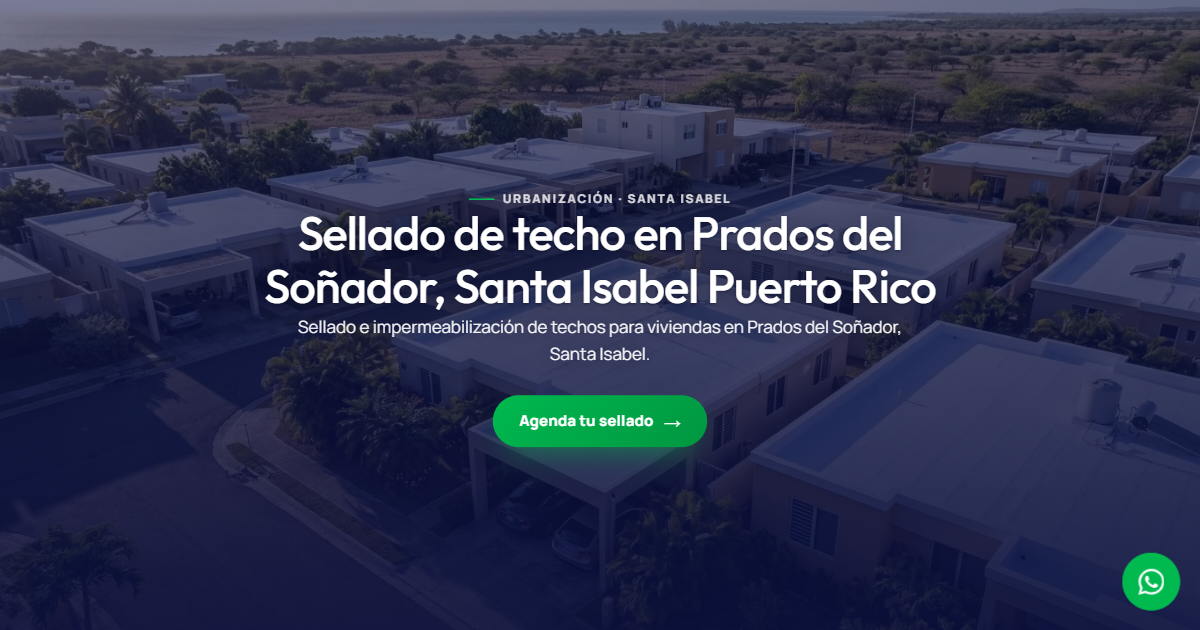 URBANIZACIÓN · SANTA ISABEL
Sellado de techo en Prados del
Soñador, Santa Isabel Puerto Rico
Sellado e impermeabilización de techos para viviendas en Prados del Soñador,
Santa Isabel.
Agenda tu sellado →